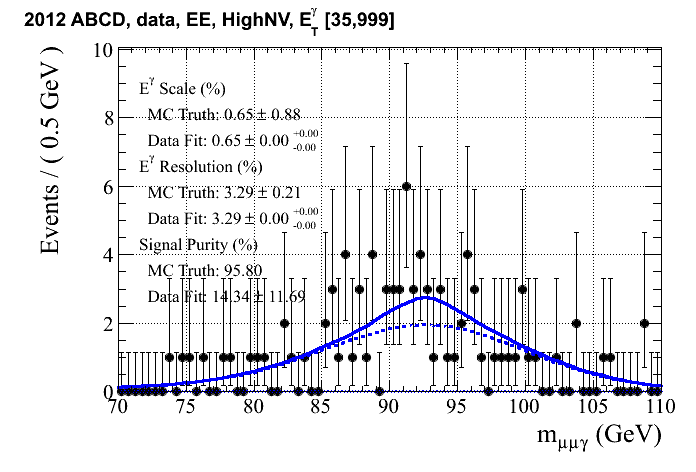 2012 ABCD, data, EE, HighNV, E_T^γ [35,999]
Events / ( 0.5 GeV )
10
8
6
4
2
0
E^γ Scale (%)
MC Truth: 0.65 ± 0.88
Data Fit: 0.65 ± 0.00 +0.00 -0.00
E^γ Resolution (%)
MC Truth: 3.29 ± 0.21
Data Fit: 3.29 ± 0.00 +0.00 -0.00
Signal Purity (%)
MC Truth: 95.80
Data Fit: 14.34 ± 11.69
70 75 80 85 90 95 100 105 110
m_μμγ (GeV)